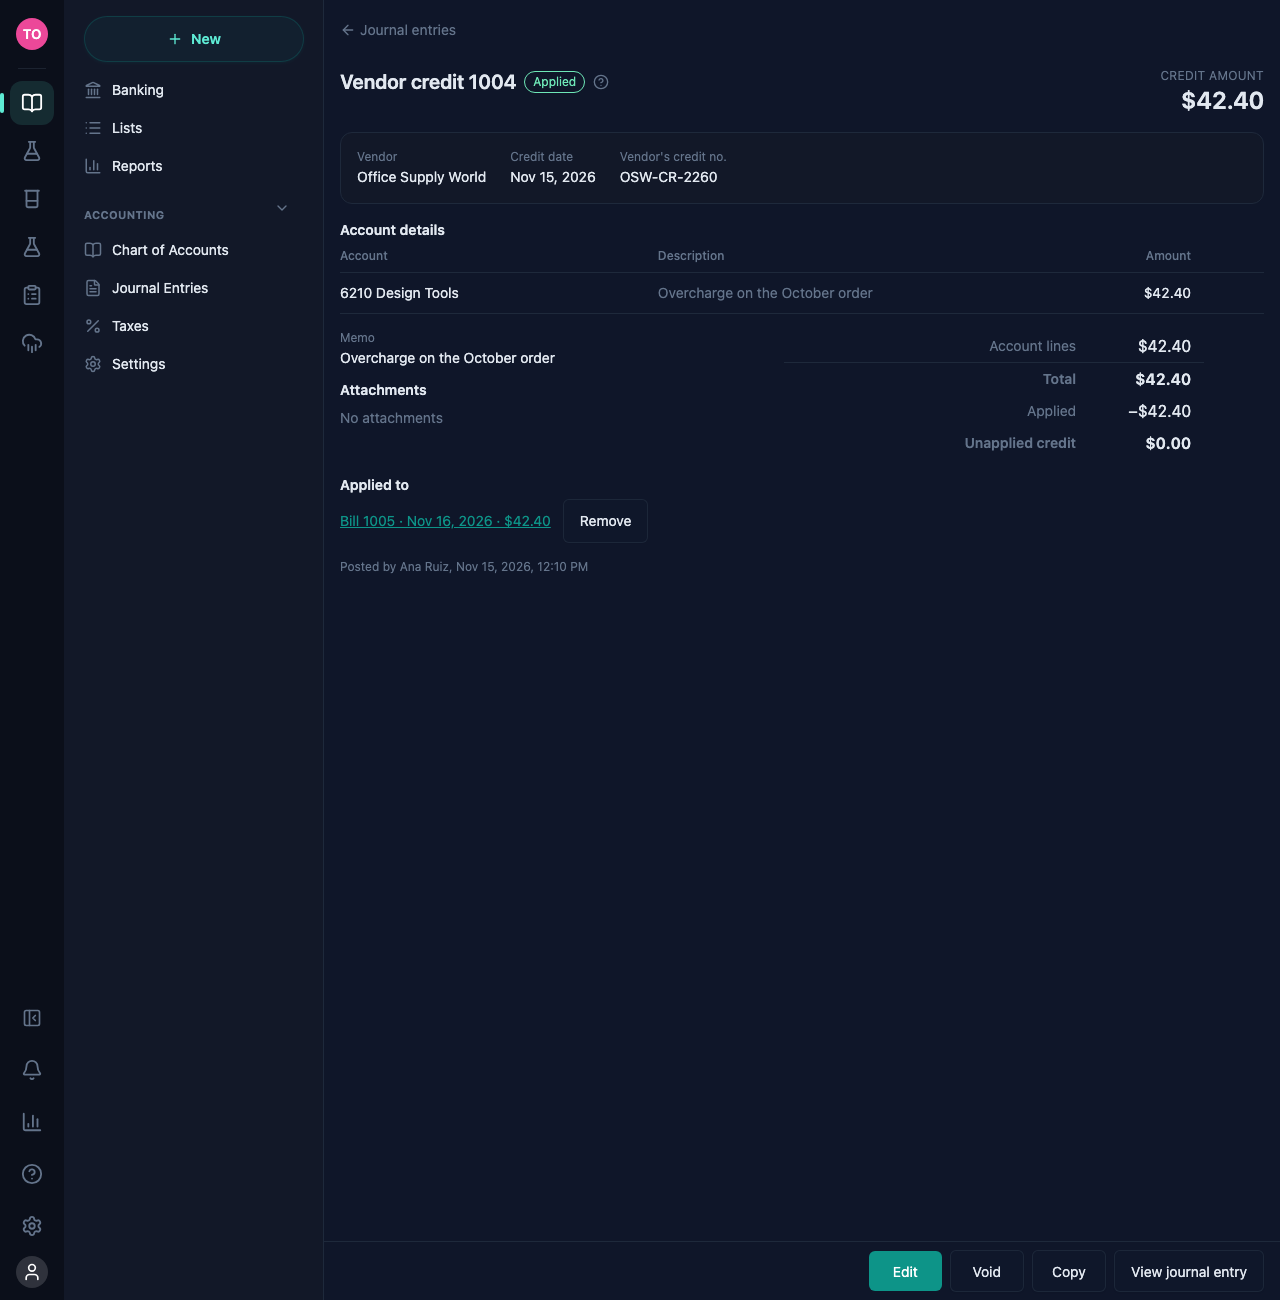 TO
New
Banking
Lists
Reports
ACCOUNTING
Chart of Accounts
Journal Entries
Taxes
Settings
Journal entries
Vendor credit 1004 Applied
CREDIT AMOUNT
$42.40
Vendor Credit date Vendor's credit no.
Office Supply World Nov 15, 2026 OSW-CR-2260
Account details
Account Description Amount
6210 Design Tools Overcharge on the October order $42.40
Memo
Overcharge on the October order
Attachments
No attachments
Account lines $42.40
Total $42.40
Applied –$42.40
Unapplied credit $0.00
Applied to
Bill 1005 · Nov 16, 2026 · $42.40 Remove
Posted by Ana Ruiz, Nov 15, 2026, 12:10 PM
Edit Void Copy View journal entry